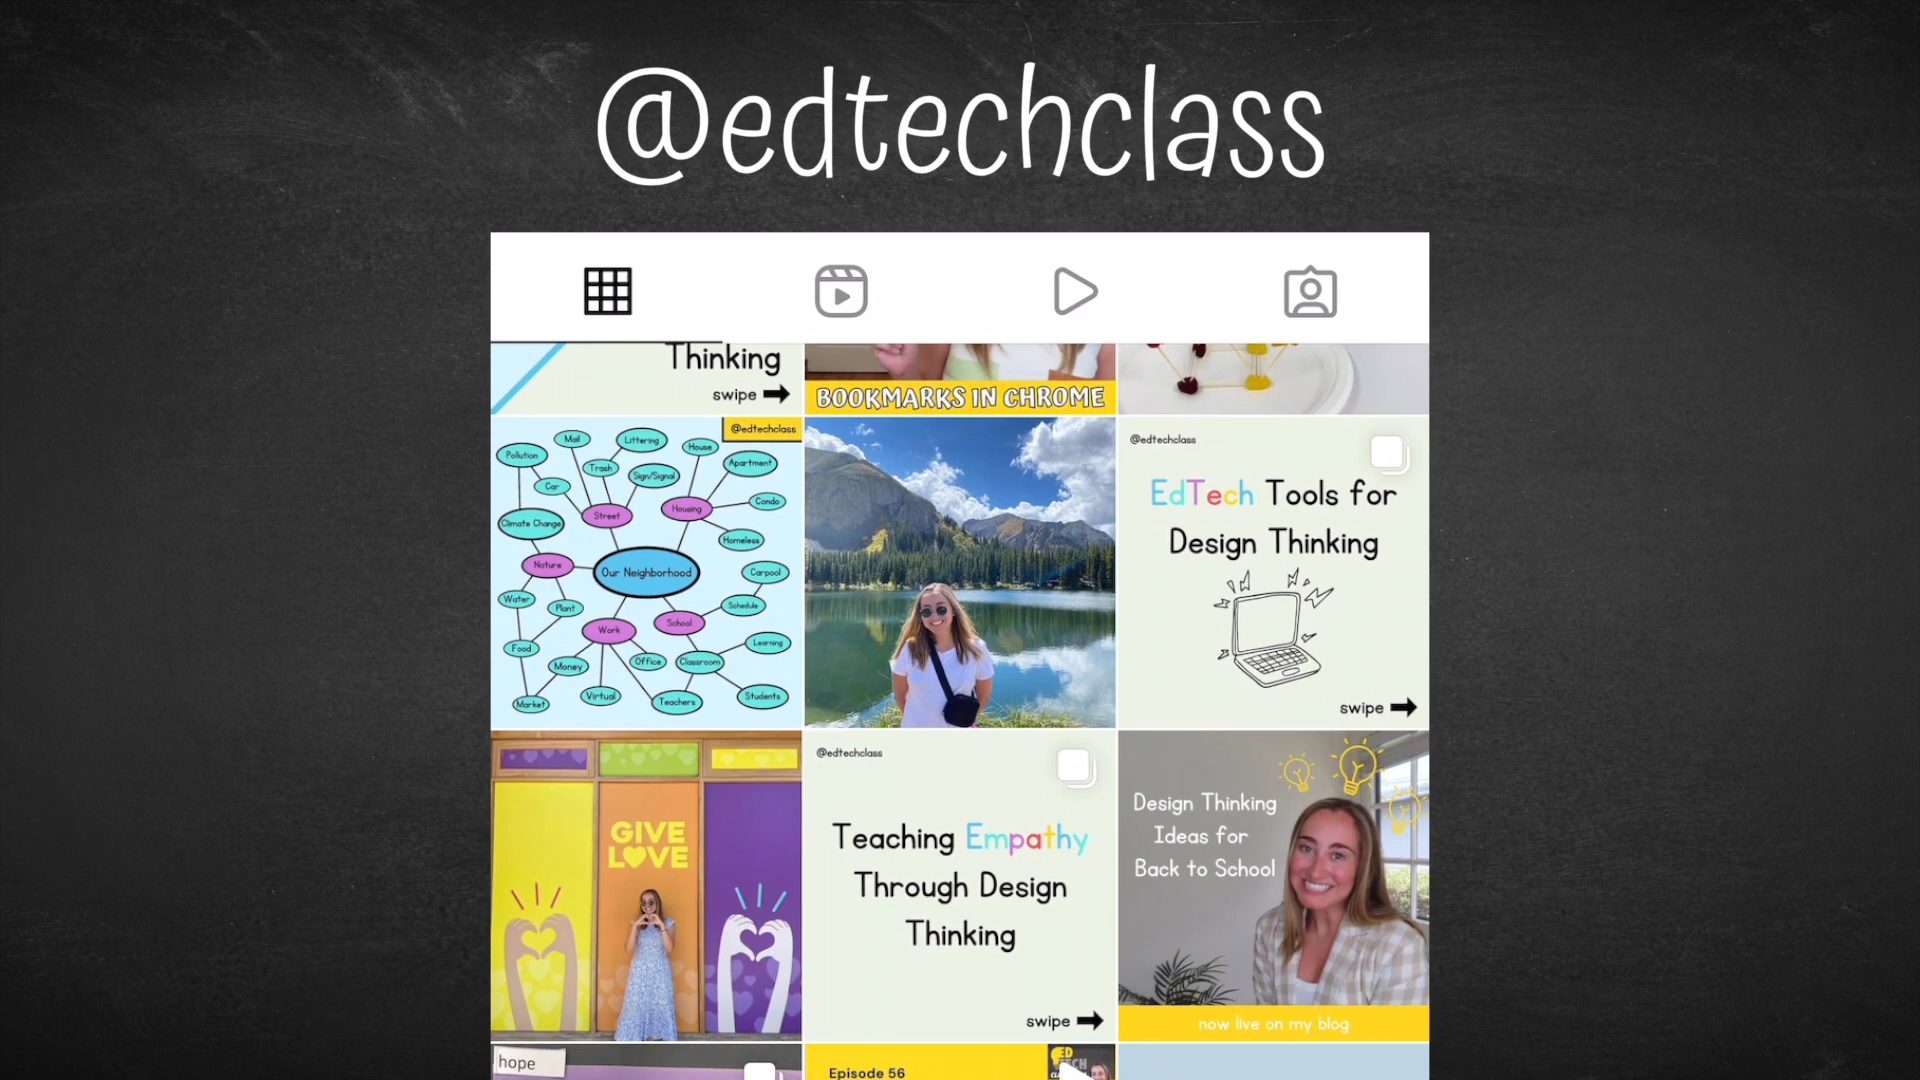 @edtechclass
Thinking
swipe
BOOKMARKS IN CHROME
@edtechclass
Mail
Littering
House
Pollution
Trash
Sign/Signal
Apartment
Car
Street
Housing
Condo
Climate Change
Homeless
Nature
Our Neighborhood
Carpool
Water
Plant
Schedule
Work
School
Food
Learning
Money
Office
Classroom
Market
Virtual
Teachers
Students
@edtechclass
EdTech Tools for
Design Thinking
swipe
GIVE
LOVE
@edtechclass
Teaching Empathy
Through Design
Thinking
swipe
Design Thinking
Ideas for
Back to School
now live on my blog
hope
Episode 56
ED
TECH